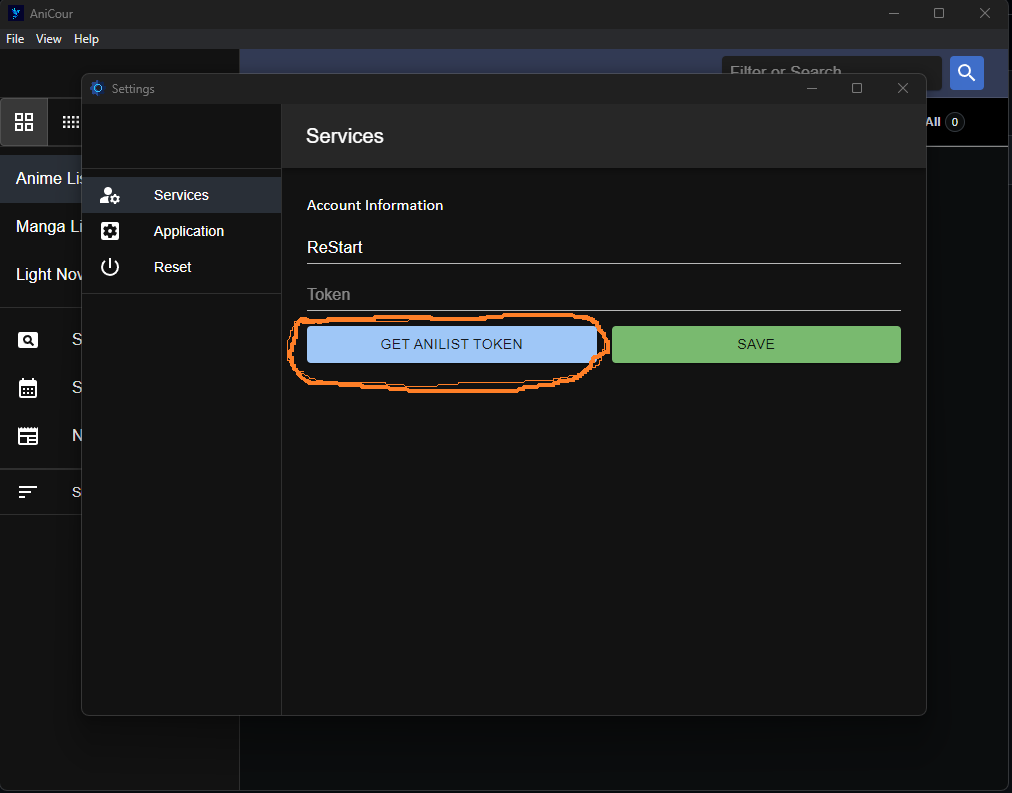 AniCour
File View Help
Filter or Search
Settings
All 0
Services
Anime Lis
Services
Account Information
Manga Li
Application
ReStart
Reset
Light Nov
Token
GET ANILIST TOKEN
SAVE
S
S
N
S